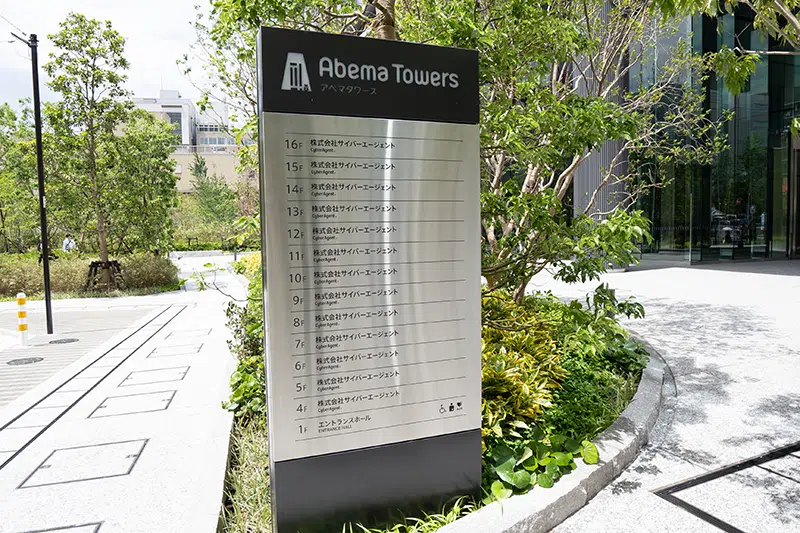 Abema Towers
アベマタワーズ
16F 株式会社サイバーエージェント
CyberAgent.
15F 株式会社サイバーエージェント
CyberAgent.
14F 株式会社サイバーエージェント
CyberAgent.
13F 株式会社サイバーエージェント
CyberAgent.
12F 株式会社サイバーエージェント
CyberAgent.
11F 株式会社サイバーエージェント
CyberAgent.
10F 株式会社サイバーエージェント
CyberAgent.
9F 株式会社サイバーエージェント
CyberAgent.
8F 株式会社サイバーエージェント
CyberAgent.
7F 株式会社サイバーエージェント
CyberAgent.
6F 株式会社サイバーエージェント
CyberAgent.
5F 株式会社サイバーエージェント
CyberAgent.
4F 株式会社サイバーエージェント
CyberAgent.
1F エントランスホール
ENTRANCE HALL